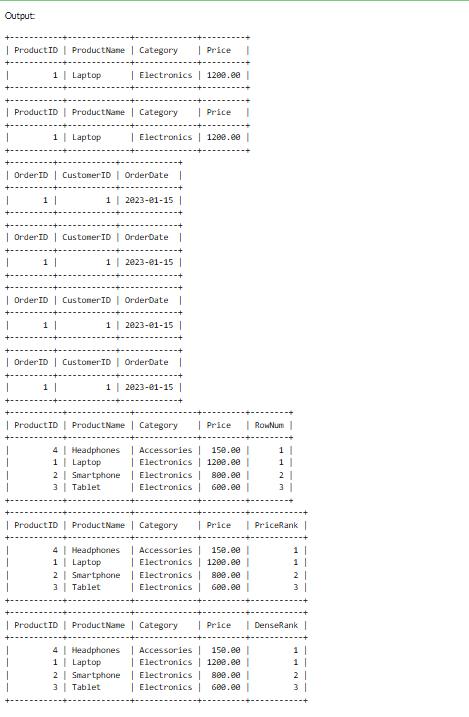 Output:
+----------+-------------+-------------+---------+
| ProductID | ProductName | Category    | Price   |
+----------+-------------+-------------+---------+
|         1 | Laptop      | Electronics | 1200.00 |
+----------+-------------+-------------+---------+
+----------+-------------+-------------+---------+
| ProductID | ProductName | Category    | Price   |
+----------+-------------+-------------+---------+
|         1 | Laptop      | Electronics | 1200.00 |
+----------+-------------+-------------+---------+
+---------+------------+------------+
| OrderID | CustomerID | OrderDate  |
+---------+------------+------------+
|       1 |          1 | 2023-01-15 |
+---------+------------+------------+
+---------+------------+------------+
| OrderID | CustomerID | OrderDate  |
+---------+------------+------------+
|       1 |          1 | 2023-01-15 |
+---------+------------+------------+
+---------+------------+------------+
| OrderID | CustomerID | OrderDate  |
+---------+------------+------------+
|       1 |          1 | 2023-01-15 |
+---------+------------+------------+
+---------+------------+------------+
| OrderID | CustomerID | OrderDate  |
+---------+------------+------------+
|       1 |          1 | 2023-01-15 |
+---------+------------+------------+
+-----------+-------------+-------------+---------+--------+
| ProductID | ProductName | Category    | Price   | RowNum |
+-----------+-------------+-------------+---------+--------+
|         4 | Headphones  | Accessories |  150.00 |      1 |
|         1 | Laptop      | Electronics | 1200.00 |      1 |
|         2 | Smartphone  | Electronics |  800.00 |      2 |
|         3 | Tablet      | Electronics |  600.00 |      3 |
+-----------+-------------+-------------+---------+--------+
+-----------+-------------+-------------+---------+-----------+
| ProductID | ProductName | Category    | Price   | PriceRank |
+-----------+-------------+-------------+---------+-----------+
|         4 | Headphones  | Accessories |  150.00 |         1 |
|         1 | Laptop      | Electronics | 1200.00 |         1 |
|         2 | Smartphone  | Electronics |  800.00 |         2 |
|         3 | Tablet      | Electronics |  600.00 |         3 |
+-----------+-------------+-------------+---------+-----------+
+-----------+-------------+-------------+---------+-----------+
| ProductID | ProductName | Category    | Price   | DenseRank |
+-----------+-------------+-------------+---------+-----------+
|         4 | Headphones  | Accessories |  150.00 |         1 |
|         1 | Laptop      | Electronics | 1200.00 |         1 |
|         2 | Smartphone  | Electronics |  800.00 |         2 |
|         3 | Tablet      | Electronics |  600.00 |         3 |
+-----------+-------------+-------------+---------+-----------+